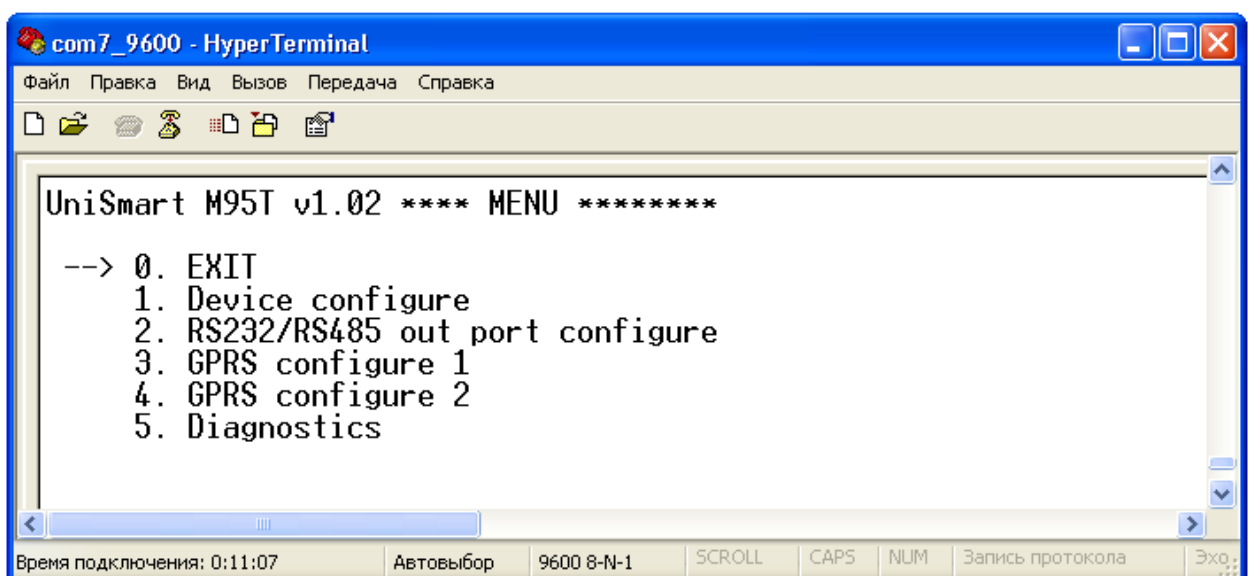 com7_9600 - HyperTerminal
Файл Правка Вид Вызов Передача Справка
UniSmart M95T v1.02 **** MENU ********
--> 0. EXIT
1. Device configure
2. RS232/RS485 out port configure
3. GPRS configure 1
4. GPRS configure 2
5. Diagnostics
Время подключения: 0:11:07 Автовыбор 9600 8-N-1 SCROLL CAPS NUM Запись протокола Эхо